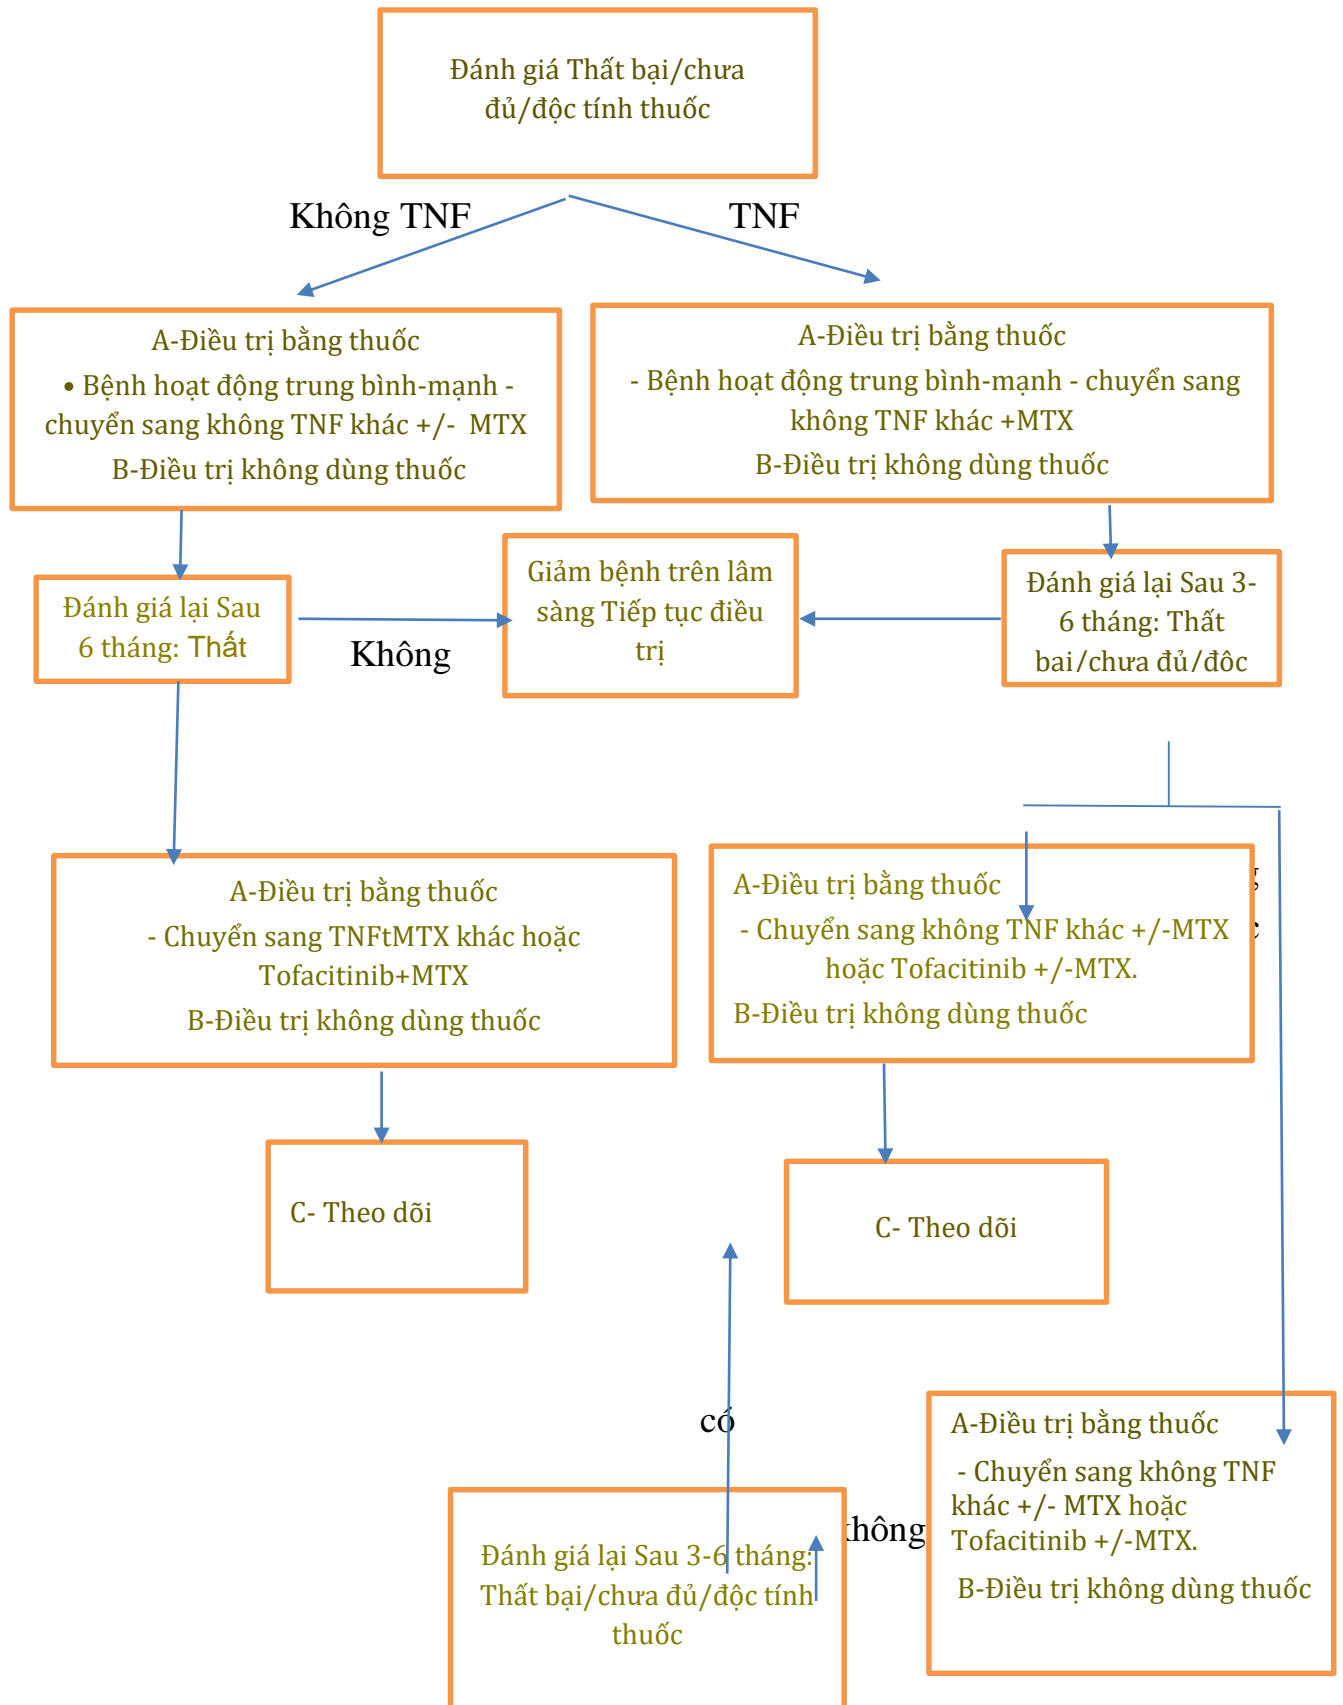 Đánh giá Thất bại/chưa
đủ/độc tính thuốc
Không TNF
TNF
A-Điều trị bằng thuốc
• Bệnh hoạt động trung bình-mạnh -
chuyển sang không TNF khác +/- MTX
B-Điều trị không dùng thuốc
A-Điều trị bằng thuốc
- Bệnh hoạt động trung bình-mạnh - chuyển sang
không TNF khác +MTX
B-Điều trị không dùng thuốc
Đánh giá lại Sau
6 tháng: Thất
Không
Giảm bệnh trên lâm
sàng Tiếp tục điều
trị
Đánh giá lại Sau 3-
6 tháng: Thất
bai/chưa đủ/đôc
A-Điều trị bằng thuốc
- Chuyển sang TNFtMTX khác hoặc
Tofacitinib+MTX
B-Điều trị không dùng thuốc
A-Điều trị bằng thuốc
- Chuyển sang không TNF khác +/-MTX
hoặc Tofacitinib +/-MTX.
B-Điều trị không dùng thuốc
C- Theo dõi
C- Theo dõi
có
A-Điều trị bằng thuốc
- Chuyển sang không TNF
khác +/- MTX hoặc
Tofacitinib +/-MTX.
B-Điều trị không dùng thuốc
không
Đánh giá lại Sau 3-6 tháng:
Thất bại/chưa đủ/độc tính
thuốc